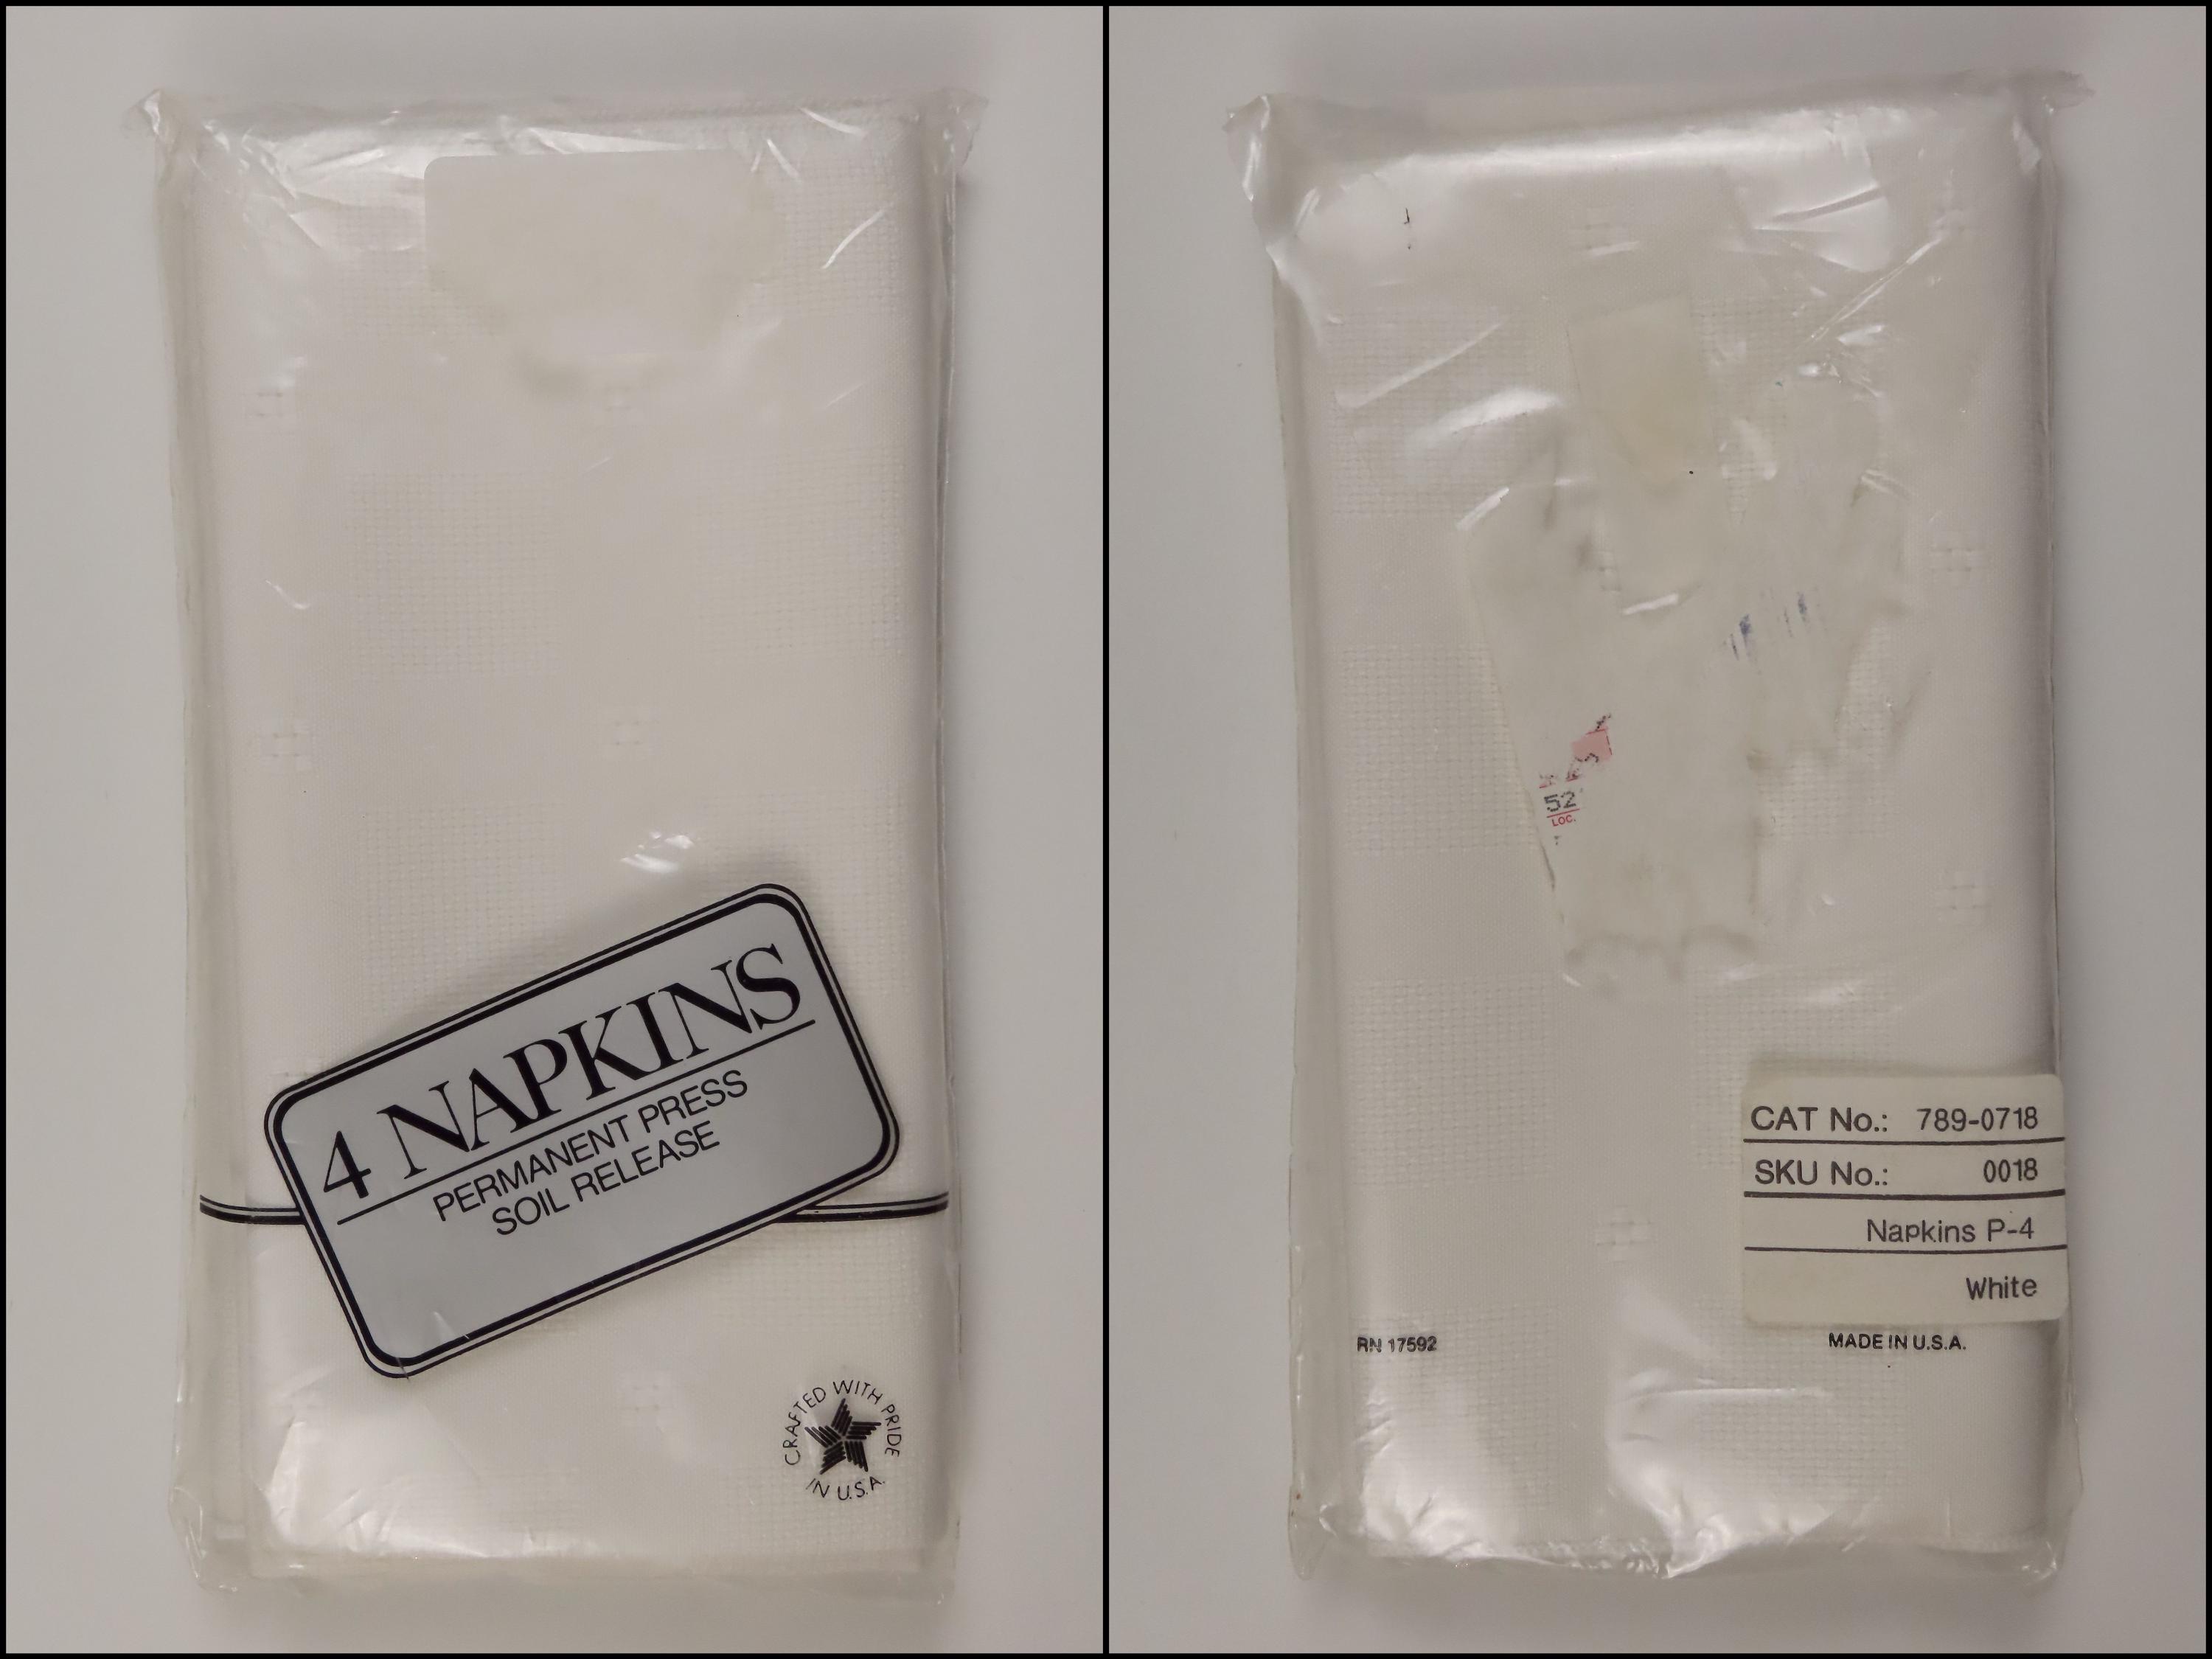 4 NAPKINS
PERMANENT PRESS
SOIL RELEASE
CRAFTED WITH PRIDE
IN U.S.A.
52
LOC.
CAT No.: 789-0718
SKU No.: 0018
Napkins P-4
White
RN 17592
MADE IN U.S.A.